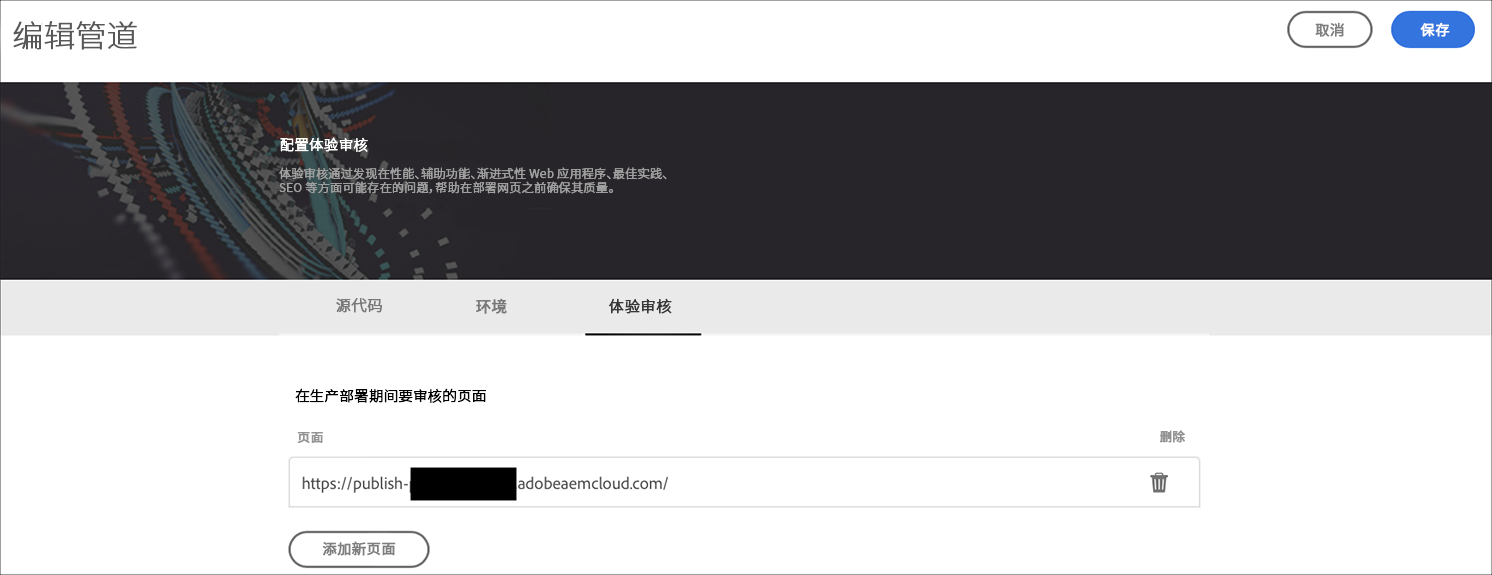 编辑管道
取消
保存
配置体验审核
体验审核通过发现在性能、辅助功能、渐进式性 Web 应用程序、最佳实践、
SEO 等方面可能存在的问题, 帮助在部署网页之前确保其质量。
源代码
环境
体验审核
在生产部署期间要审核的页面
页面
删除
https://publish- adobeaemcloud.com/
添加新页面